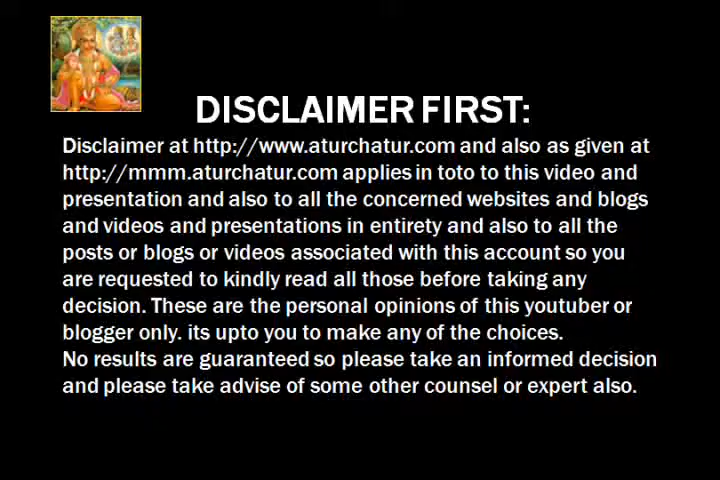 DISCLAIMER FIRST:
Disclaimer at http://www.aturchatur.com and also as given at
http://mmm.aturchatur.com applies in toto to this video and
presentation and also to all the concerned websites and blogs
and videos and presentations in entirety and also to all the
posts or blogs or videos associated with this account so you
are requested to kindly read all those before taking any
decision. These are the personal opinions of this youtuber or
blogger only. its upto you to make any of the choices.
No results are guaranteed so please take an informed decision
and please take advise of some other counsel or expert also.